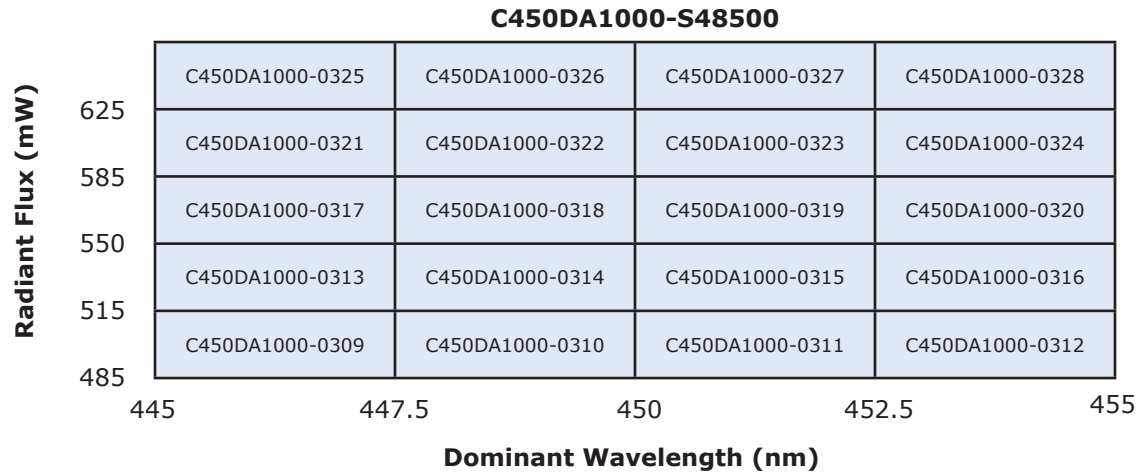 C450DA1000-S48500
Radiant Flux (mW)
C450DA1000-0325 C450DA1000-0326 C450DA1000-0327 C450DA1000-0328
625
C450DA1000-0321 C450DA1000-0322 C450DA1000-0323 C450DA1000-0324
585
C450DA1000-0317 C450DA1000-0318 C450DA1000-0319 C450DA1000-0320
550
C450DA1000-0313 C450DA1000-0314 C450DA1000-0315 C450DA1000-0316
515
C450DA1000-0309 C450DA1000-0310 C450DA1000-0311 C450DA1000-0312
485
445 447.5 450 452.5 455
Dominant Wavelength (nm)